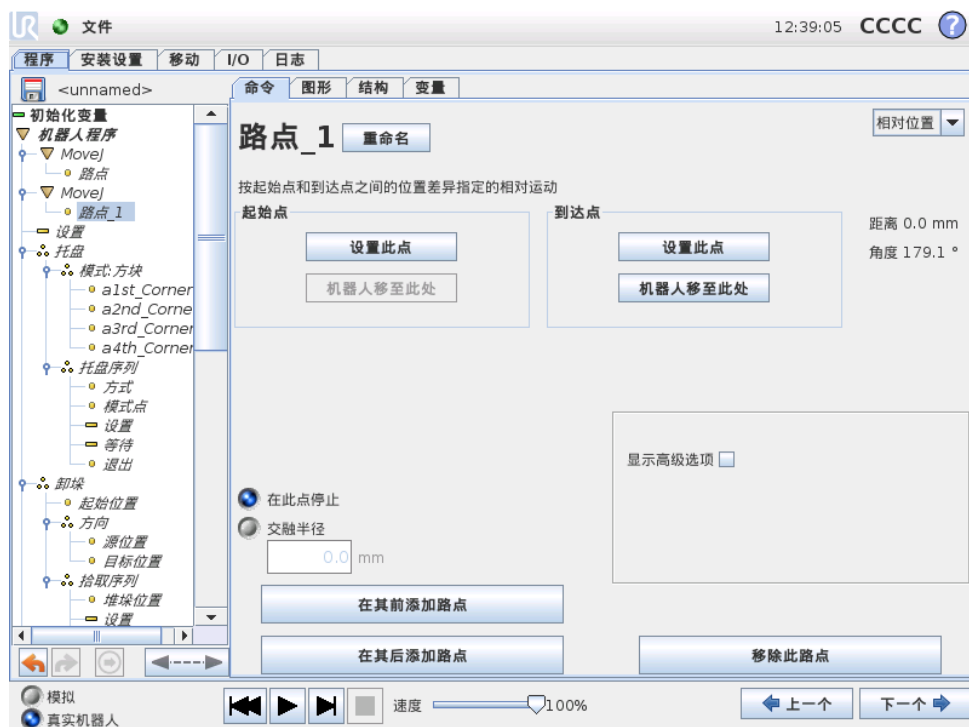 UR 文件 12:39:05 CCCC ?
程序 安装设置 移动 I/O 日志
<unnamed>
命令 图形 结构 变量
初始化变量
机器人程序
MoveJ
路点
MoveJ
路点_1
设置
托盘
模式:方块
a1st_Corner
a2nd_Corne
a3rd_Corner
a4th_Corner
托盘序列
方式
模式点
设置
等待
退出
卸垛
起始位置
方向
源位置
目标位置
拾取序列
堆垛位置
设置
路点_1 重命名 相对位置
按起始点和到达点之间的位置差异指定的相对运动
起始点
设置此点
机器人移至此处
到达点
设置此点
机器人移至此处
距离 0.0 mm
角度 179.1 °
显示高级选项
在此点停止
交融半径
0.0 mm
在其前添加路点
在其后添加路点
移除此路点
模拟
真实机器人
速度 100%
上一个 下一个